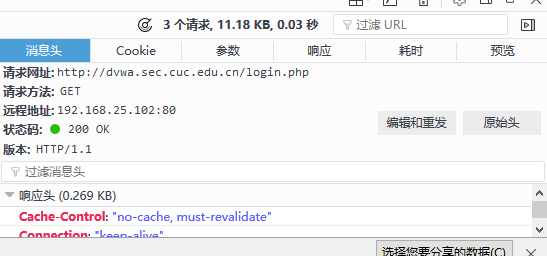 3 个请求, 11.18 KB, 0.03 秒
过滤 URL
消息头 Cookie 参数 响应 耗时 预览
请求网址: http://dvwa.sec.cuc.edu.cn/login.php
请求方法: GET
远程地址: 192.168.25.102:80
状态码: 200 OK
编辑和重发 原始头
版本: HTTP/1.1
过滤消息头
响应头 (0.269 KB)
Cache-Control: "no-cache, must-revalidate"
Connection: "keep-alive"
选择您要分享的数据(C)